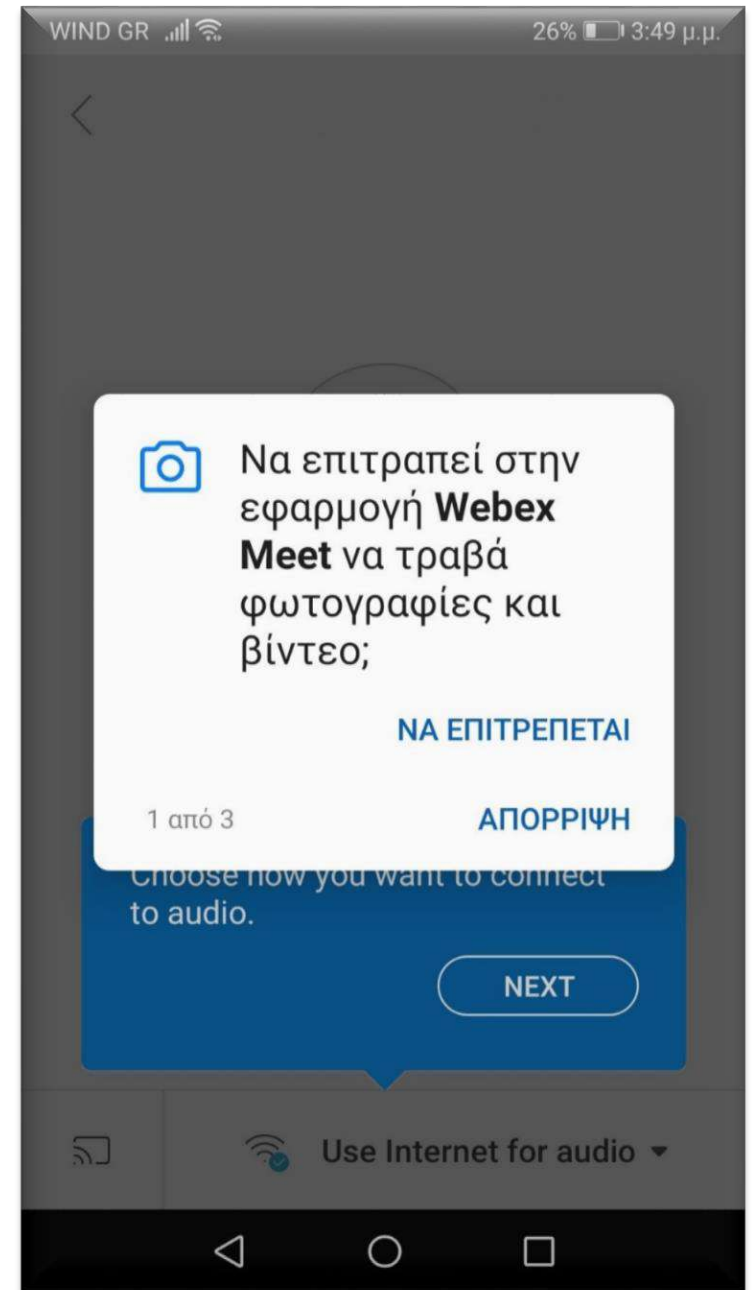 WIND GR 26% 3:49 μ.μ.
Να επιτραπεί στην
εφαρμογή Webex
Meet να τραβά
φωτογραφίες και
βίντεο;
ΝΑ ΕΠΙΤΡΕΠΕΤΑΙ
1 από 3 ΑΠΟΡΡΙΨΗ
Choose how you want to connect
to audio.
NEXT
Use Internet for audio